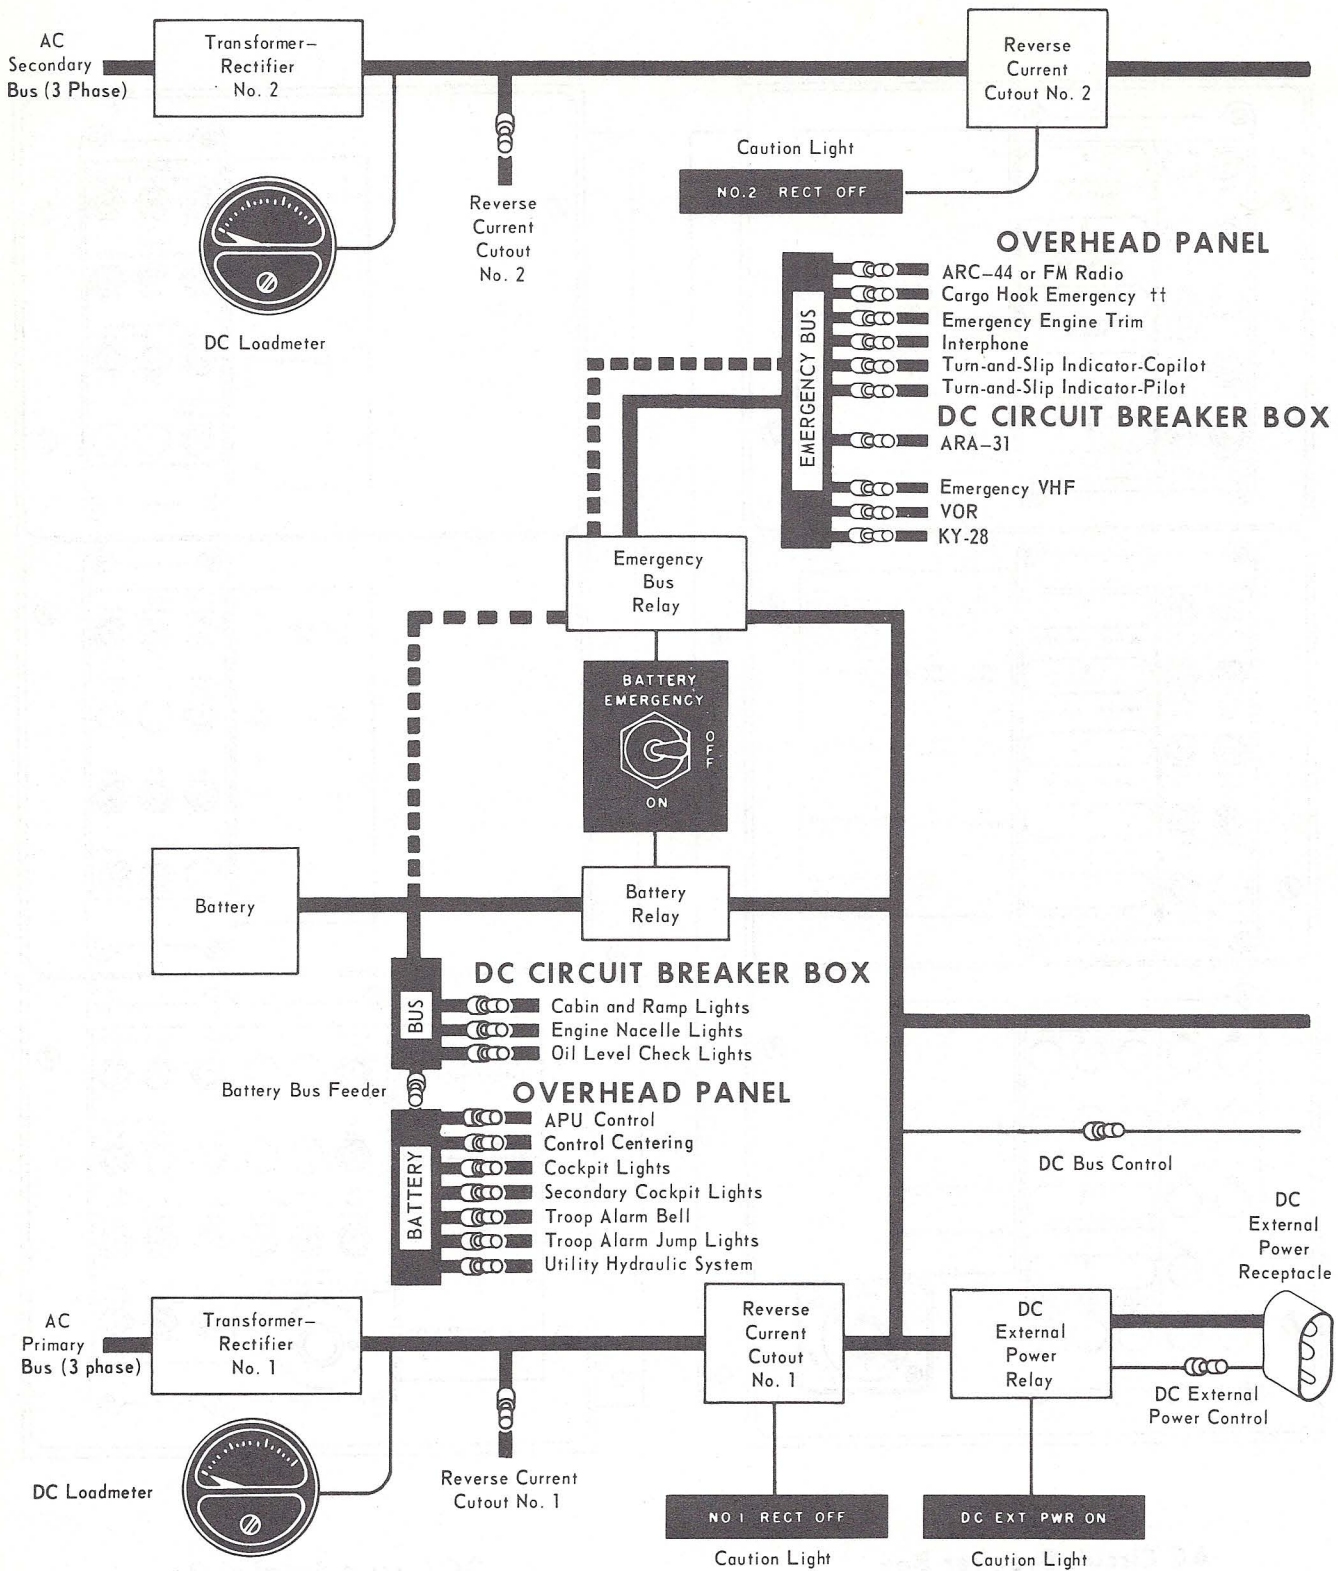 AC
Secondary
Bus (3 Phase)
Transformer–
Rectifier
No. 2
Reverse
Current
Cutout No. 2
Caution Light
NO.2 RECT OFF
Reverse
Current
Cutout
No. 2
DC Loadmeter
OVERHEAD PANEL
EMERGENCY BUS
ARC–44 or FM Radio
Cargo Hook Emergency ††
Emergency Engine Trim
Interphone
Turn-and-Slip Indicator-Copilot
Turn-and-Slip Indicator-Pilot
DC CIRCUIT BREAKER BOX
ARA–31
Emergency VHF
VOR
KY-28
Emergency
Bus
Relay
BATTERY
EMERGENCY
OFF
ON
Battery
Battery
Relay
DC CIRCUIT BREAKER BOX
BUS
Cabin and Ramp Lights
Engine Nacelle Lights
Oil Level Check Lights
Battery Bus Feeder
OVERHEAD PANEL
BATTERY
APU Control
Control Centering
Cockpit Lights
Secondary Cockpit Lights
Troop Alarm Bell
Troop Alarm Jump Lights
Utility Hydraulic System
DC Bus Control
DC
External
Power
Receptacle
AC
Primary
Bus (3 phase)
Transformer–
Rectifier
No. 1
Reverse
Current
Cutout
No. 1
DC
External
Power
Relay
DC External
Power Control
DC Loadmeter
Reverse Current
Cutout No. 1
NO 1 RECT OFF
Caution Light
DC EXT PWR ON
Caution Light